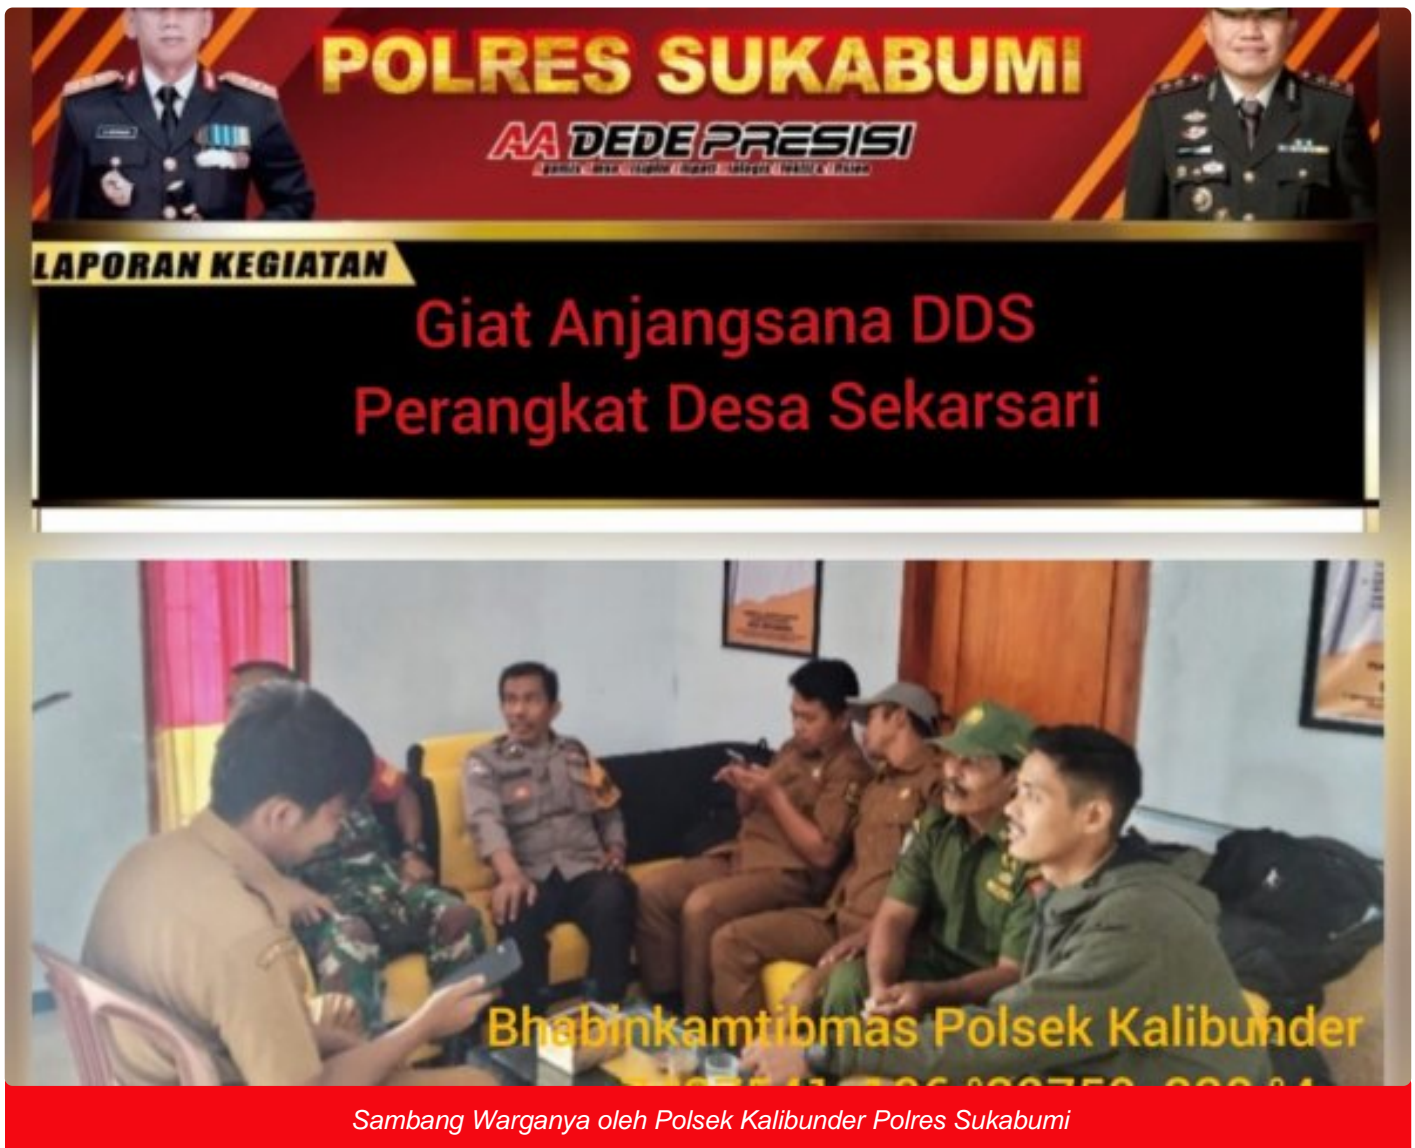 POLRES SUKABUMI
AA DEDE PRESISI
LAPORAN KEGIATAN
Giat Anjangsana DDS
Perangkat Desa Sekarsari
Bhabinkamtibmas Polsek Kalibunder
Sambang Warganya oleh Polsek Kalibunder Polres Sukabumi